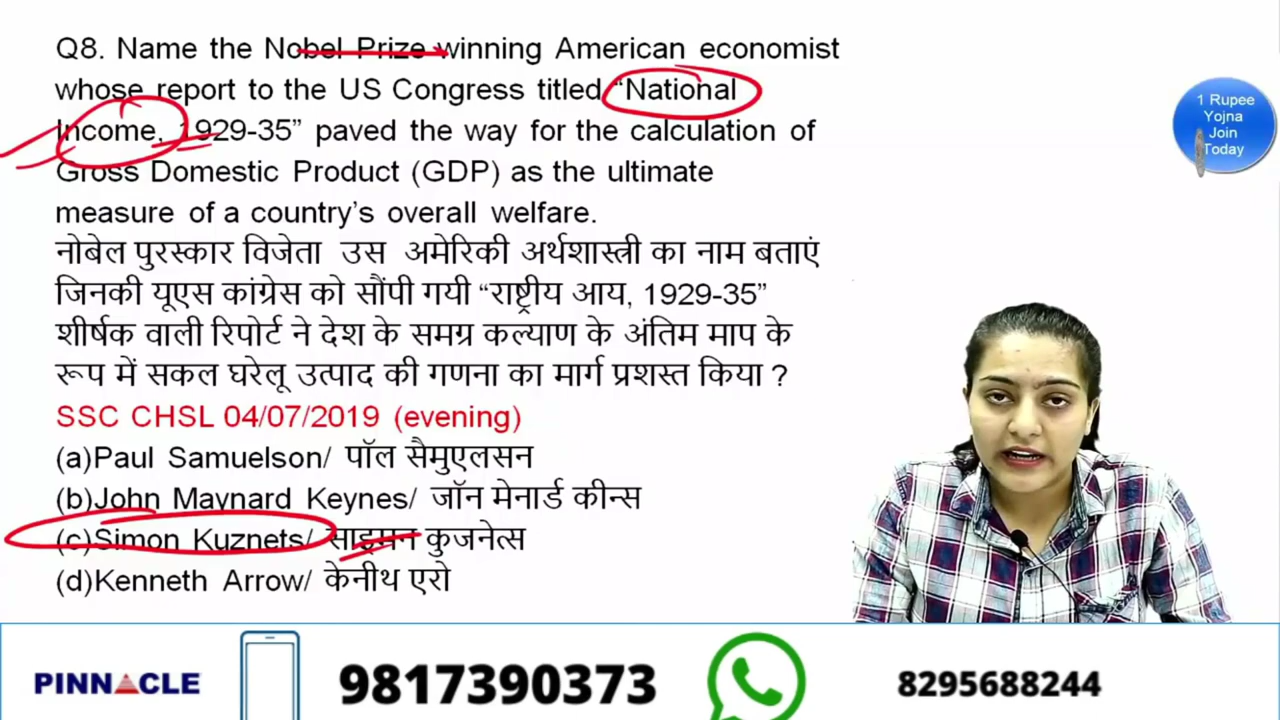 Q8. Name the Nobel Prize winning American economist
whose report to the US Congress titled “National
Income, 1929-35” paved the way for the calculation of
Gross Domestic Product (GDP) as the ultimate
measure of a country’s overall welfare.
नोबेल पुरस्कार विजेता उस अमेरिकी अर्थशास्त्री का नाम बताएं
जिनकी यूएस कांग्रेस को सौंपी गयी “राष्ट्रीय आय, 1929-35”
शीर्षक वाली रिपोर्ट ने देश के समग्र कल्याण के अंतिम माप के
रूप में सकल घरेलू उत्पाद की गणना का मार्ग प्रशस्त किया ?
SSC CHSL 04/07/2019 (evening)
(a)Paul Samuelson/ पॉल सैमुएलसन
(b)John Maynard Keynes/ जॉन मेनार्ड कीन्स
(c)Simon Kuznets/ साइमन कुजनेत्स
(d)Kenneth Arrow/ केनीथ एरो
1 Rupee
Yojna
Join
Today
PINNACLE
9817390373
8295688244